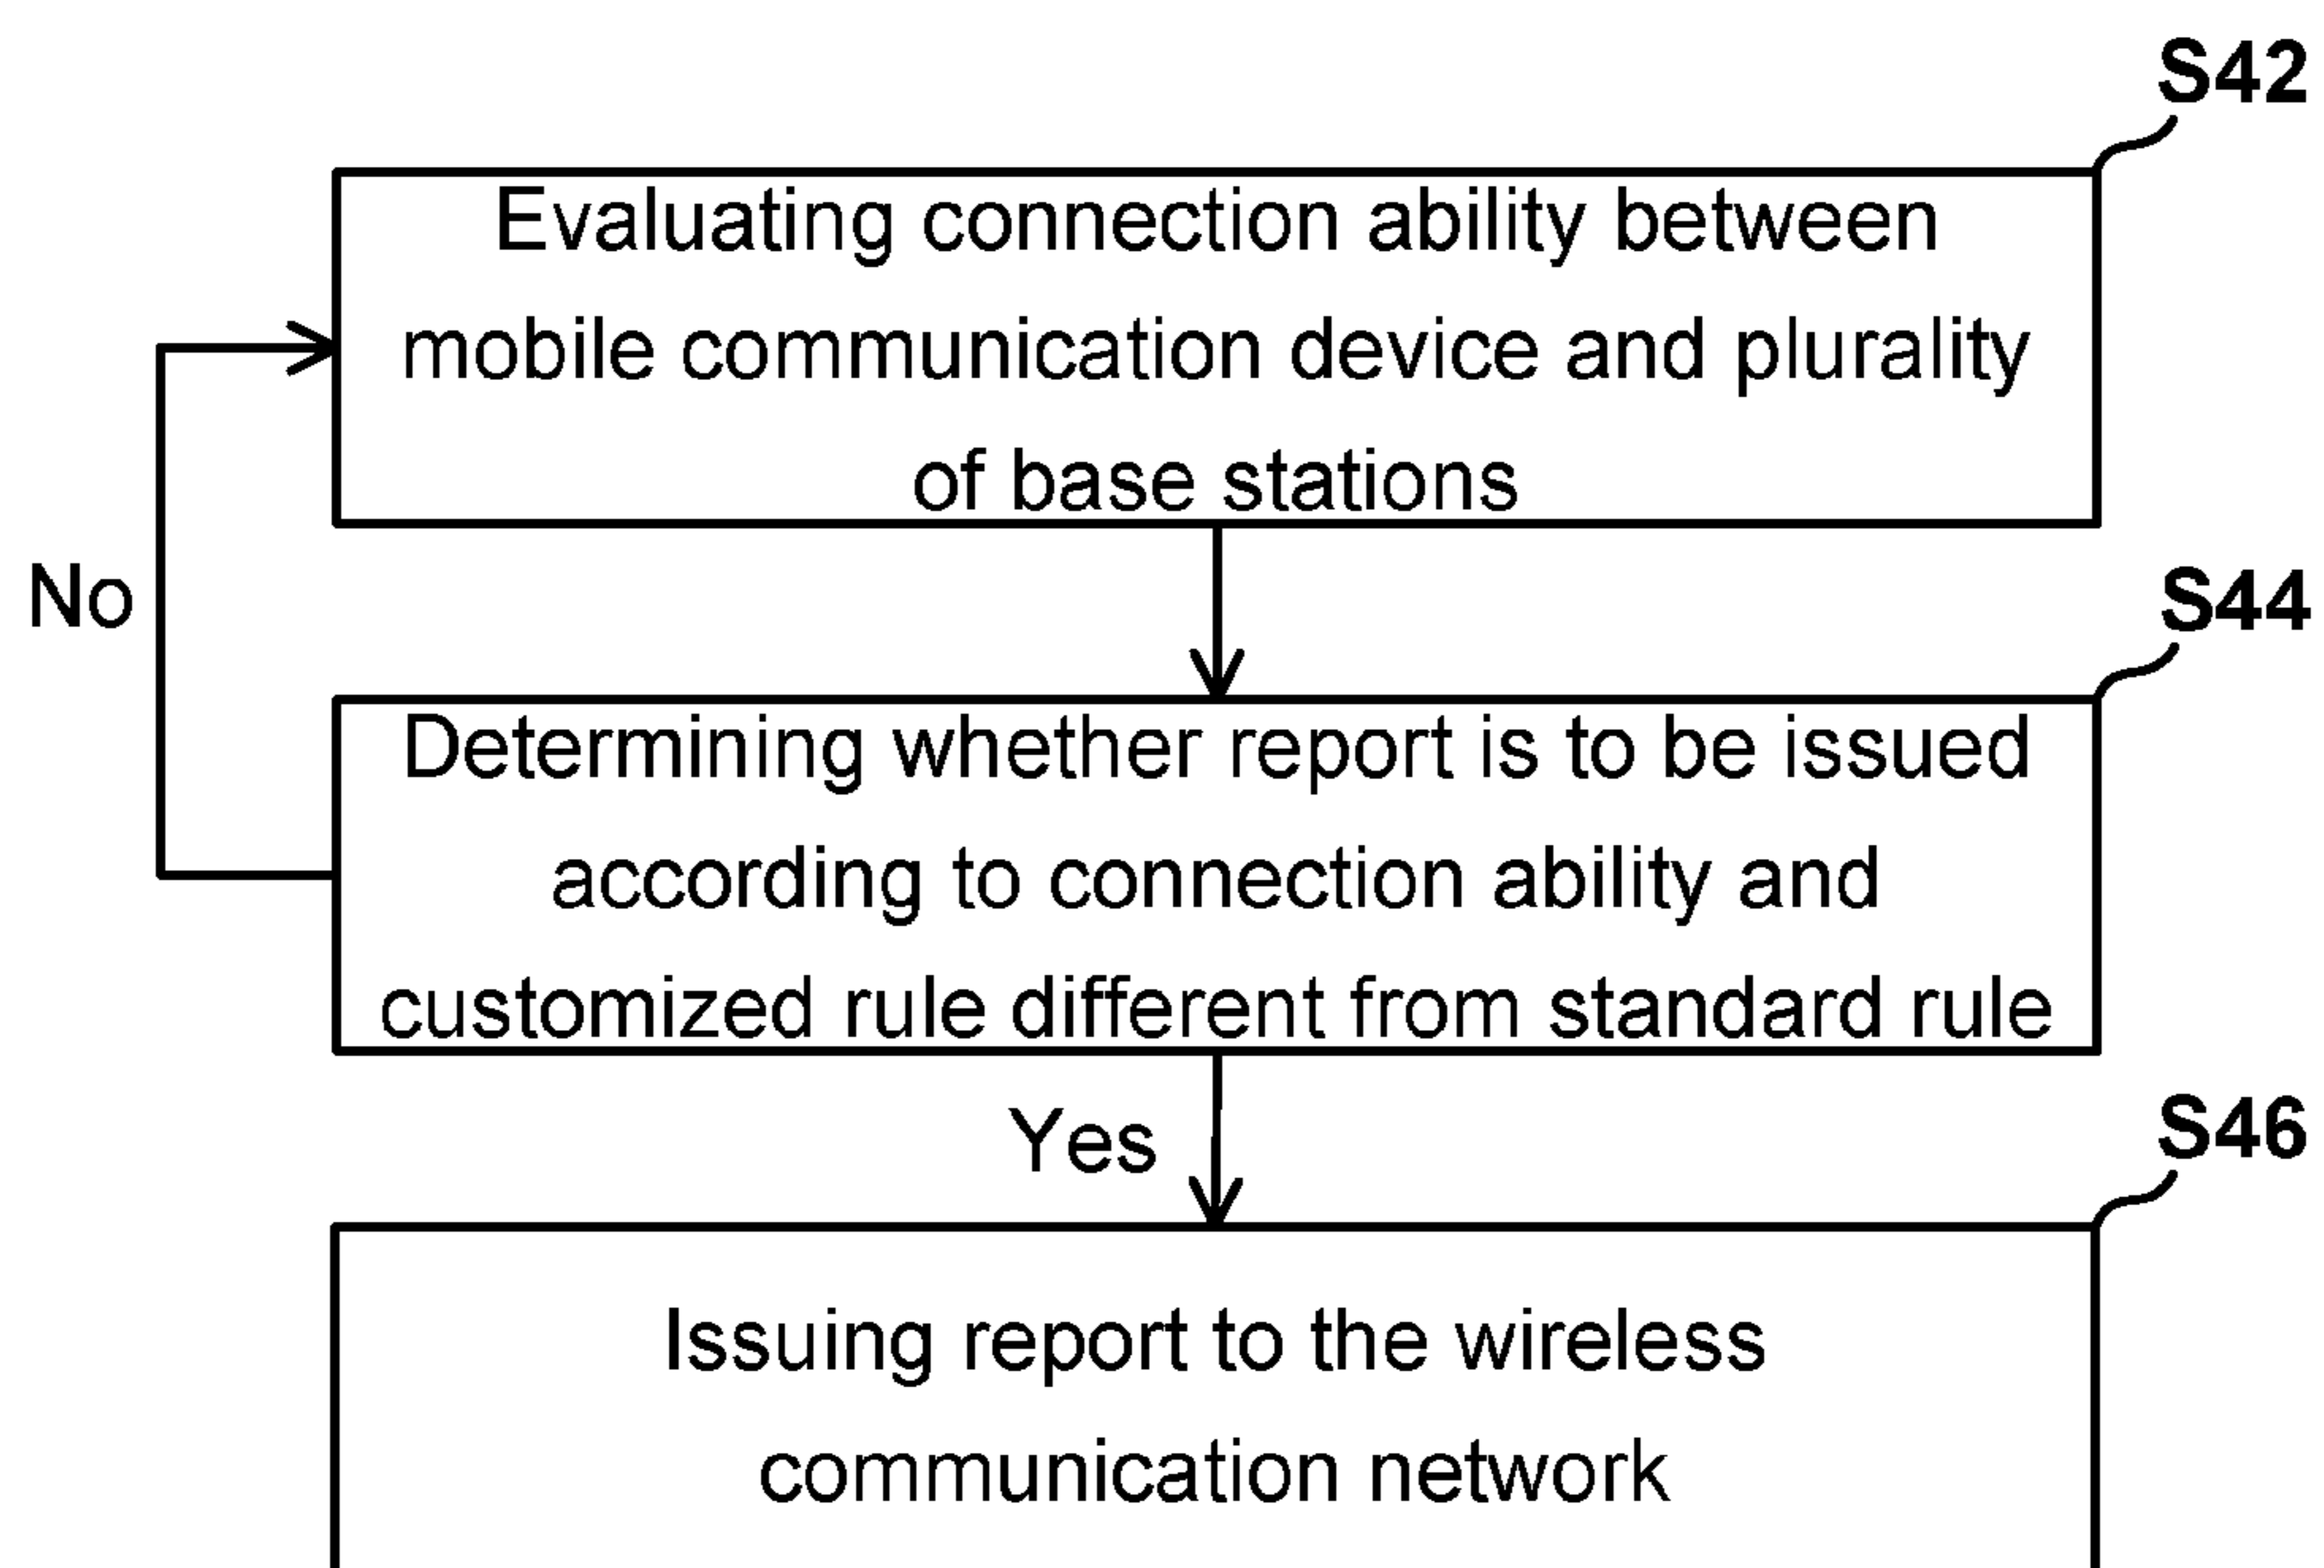 S42
Evaluating connection ability between
mobile communication device and plurality
of base stations
No
S44
Determining whether report is to be issued
according to connection ability and
customized rule different from standard rule
Yes
S46
Issuing report to the wireless
communication network